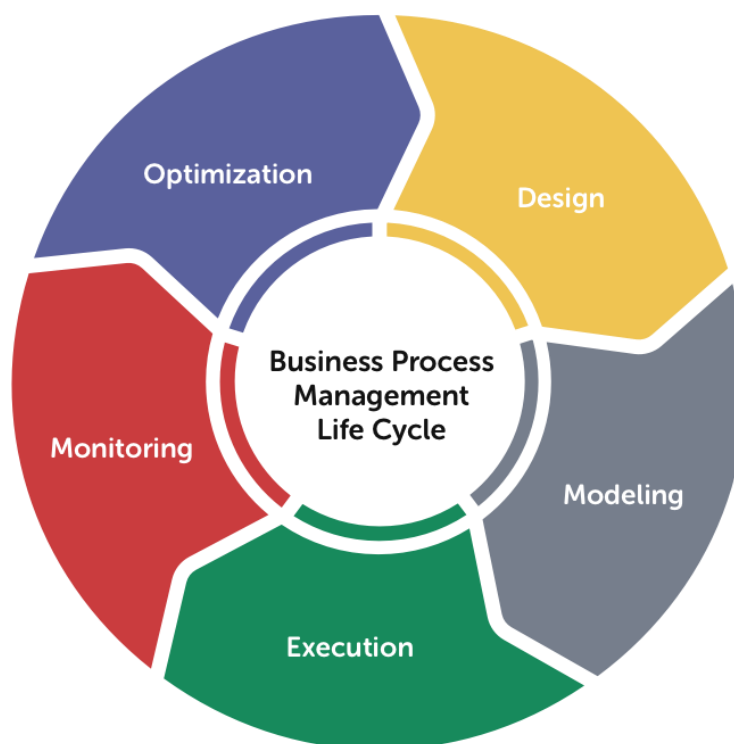 Optimization
Design
Business Process
Management
Life Cycle
Monitoring
Modeling
Execution